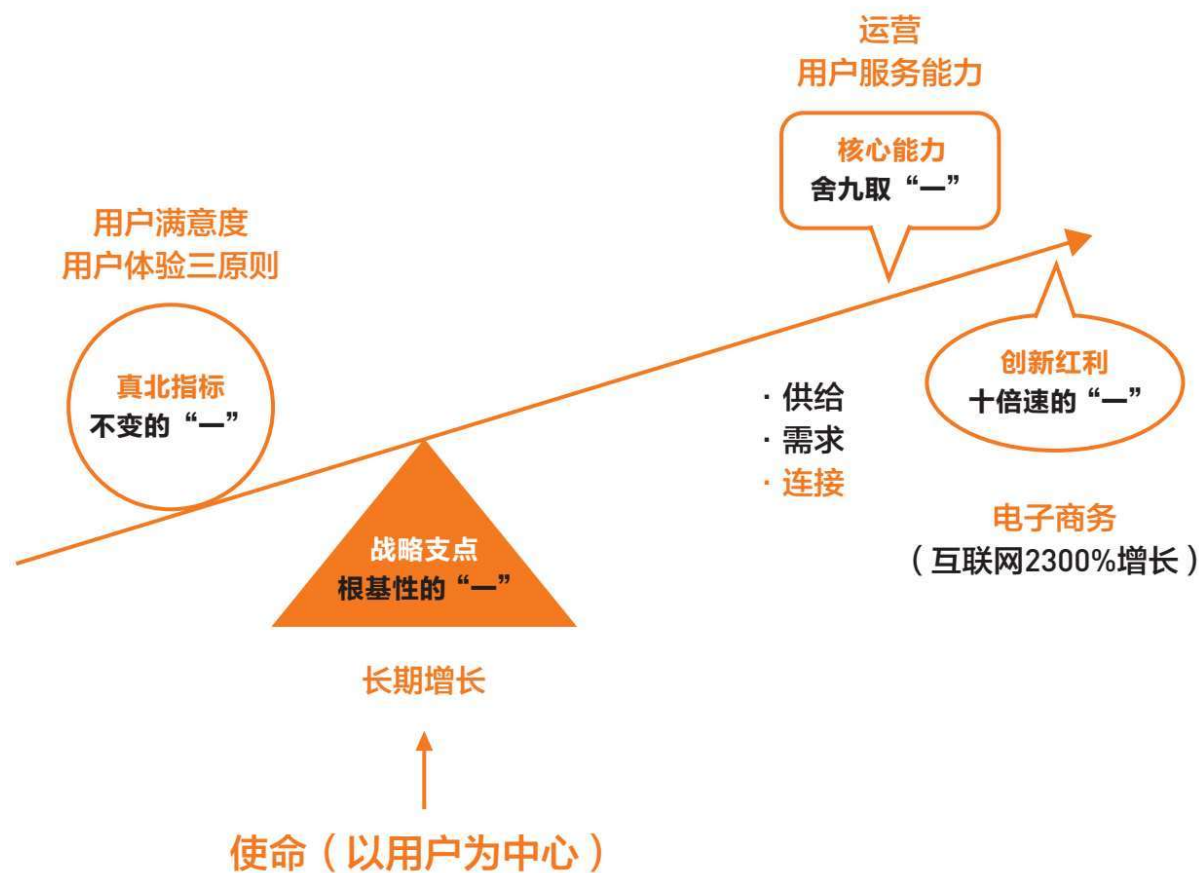 运营
用户服务能力
核心能力
舍九取“一”
用户满意度
用户体验三原则
真北指标
不变的“一”
创新红利
十倍速的“一”
· 供给
· 需求
· 连接
电子商务
（互联网2300%增长）
战略支点
根基性的“一”
长期增长
使命（以用户为中心）